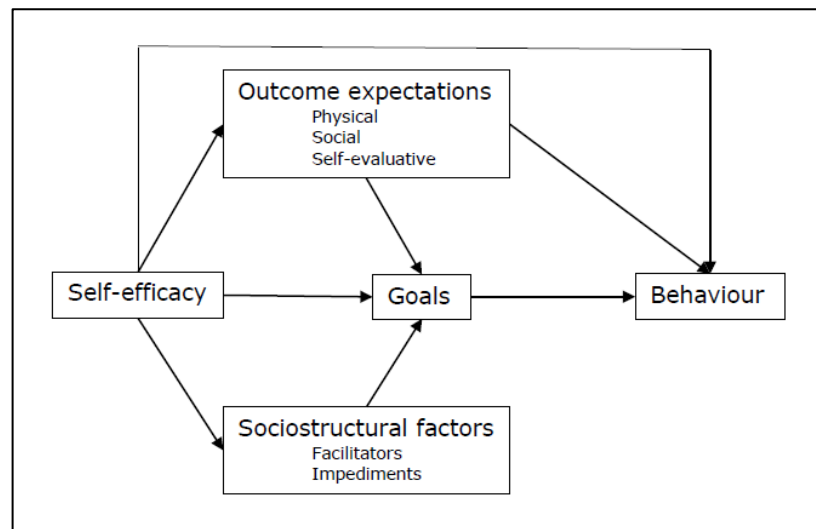 Outcome expectations
Physical
Social
Self-evaluative
Self-efficacy
Goals
Behaviour
Sociostructural factors
Facilitators
Impediments